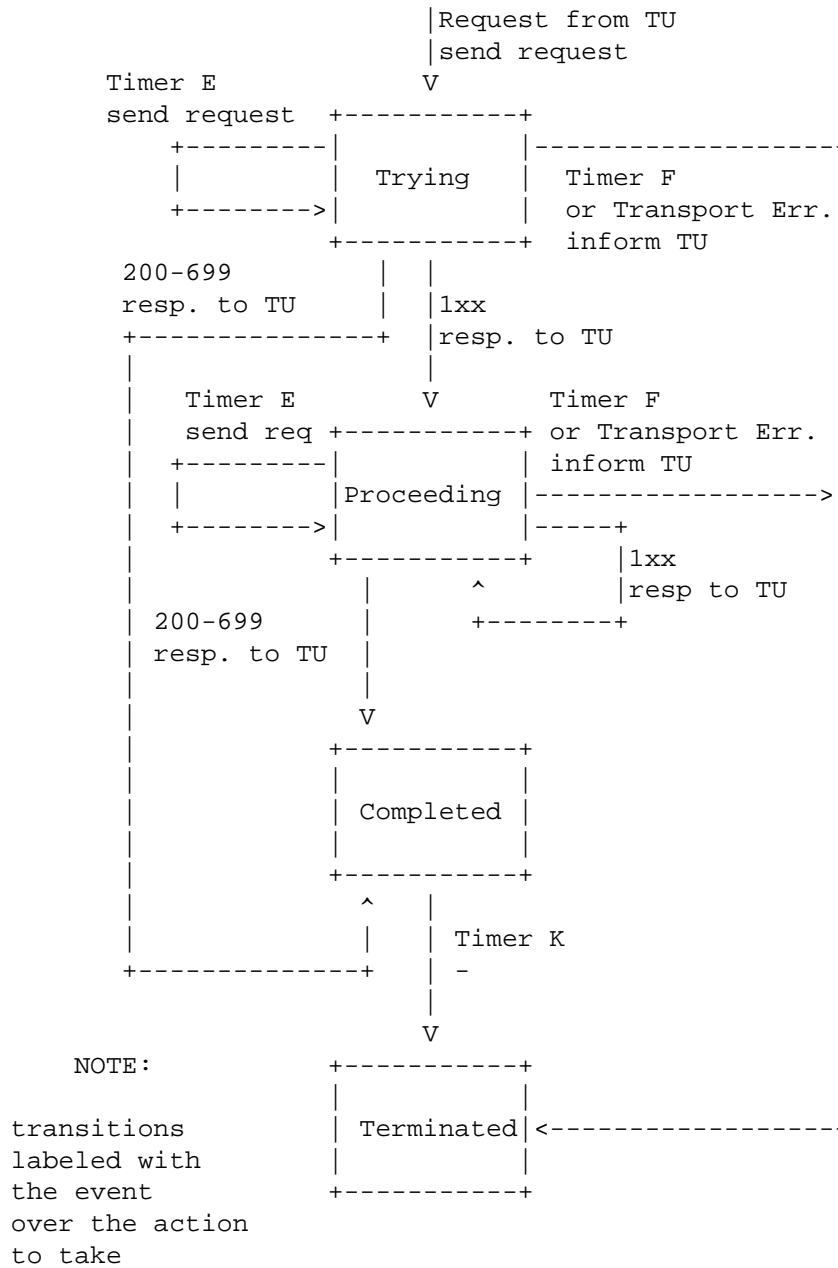 Request from TU
send request
Timer E
send request
Trying
Timer F
or Transport Err.
inform TU
200-699
resp. to TU
1xx
resp. to TU
Timer E
send req
Timer F
or Transport Err.
inform TU
Proceeding
1xx
resp to TU
200-699
resp. to TU
Completed
Timer K
-
NOTE:
transitions
labeled with
the event
over the action
to take
Terminated